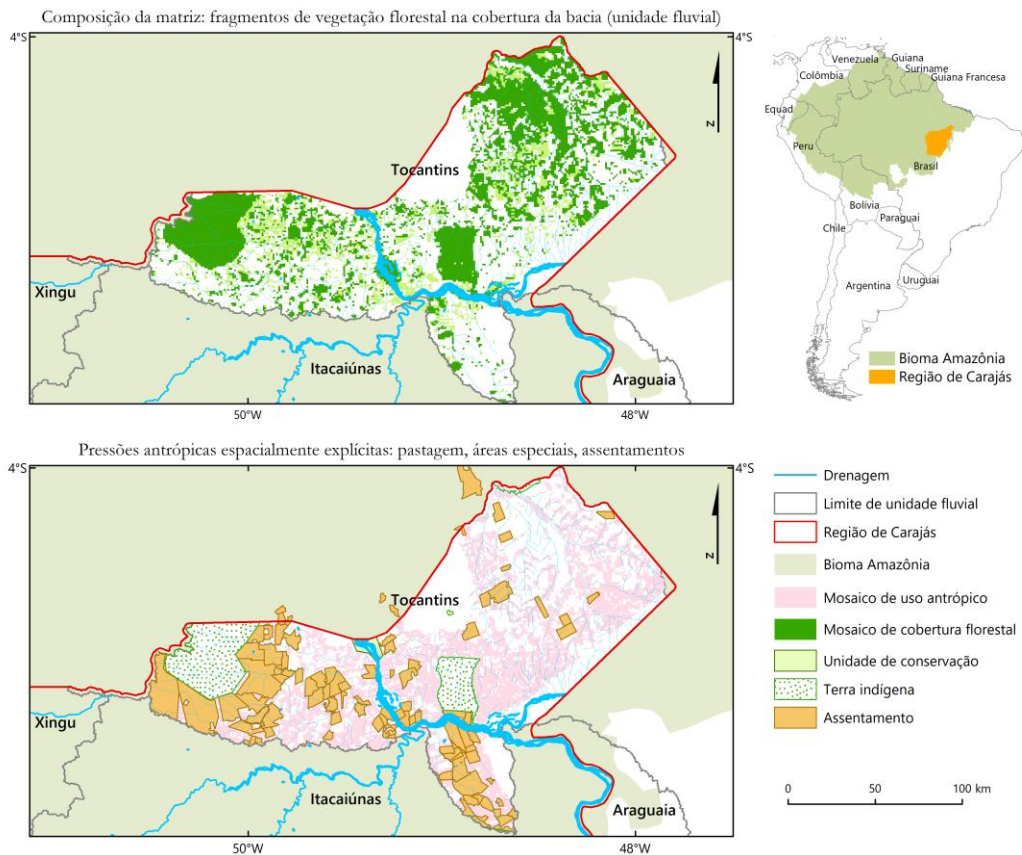 Composição da matriz: fragmentos de vegetação florestal na cobertura da bacia (unidade fluvial)
4°S
N
Tocantins
Xingu
Itacaiúnas
Araguaia
50°W
48°W
Venezuela
Guiana
Suriname
Guiana Francesa
Colômbia
Equad
Peru
Brasil
Bolívia
Paraguai
Chile
Uruguai
Argentina
Bioma Amazônia
Região de Carajás
Pressões antrópicas espacialmente explícitas: pastagem, áreas especiais, assentamentos
4°S
4°S
N
Tocantins
Xingu
Itacaiúnas
Araguaia
50°W
48°W
Drenagem
Limite de unidade fluvial
Região de Carajás
Bioma Amazônia
Mosaico de uso antrópico
Mosaico de cobertura florestal
Unidade de conservação
Terra indígena
Assentamento
0 50 100 km